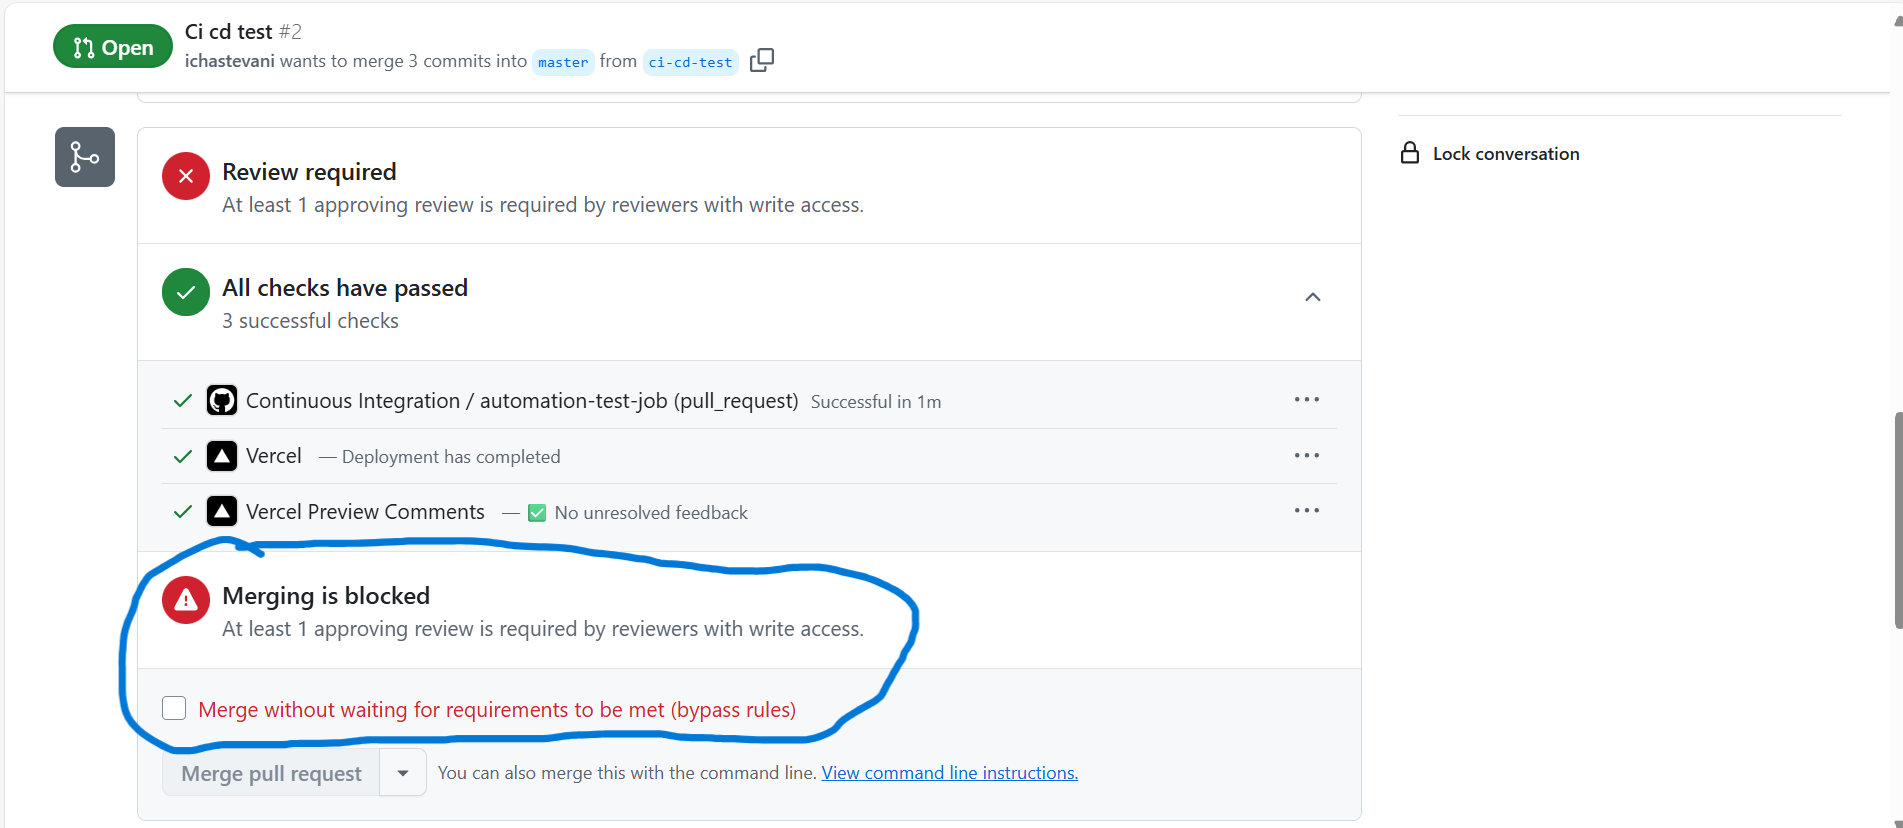 Open
Ci cd test #2
ichastevani wants to merge 3 commits into master from ci-cd-test
Review required
At least 1 approving review is required by reviewers with write access.
Lock conversation
All checks have passed
3 successful checks
Continuous Integration / automation-test-job (pull_request) Successful in 1m
Vercel — Deployment has completed
Vercel Preview Comments — ✅ No unresolved feedback
Merging is blocked
At least 1 approving review is required by reviewers with write access.
Merge without waiting for requirements to be met (bypass rules)
Merge pull request
You can also merge this with the command line. View command line instructions.